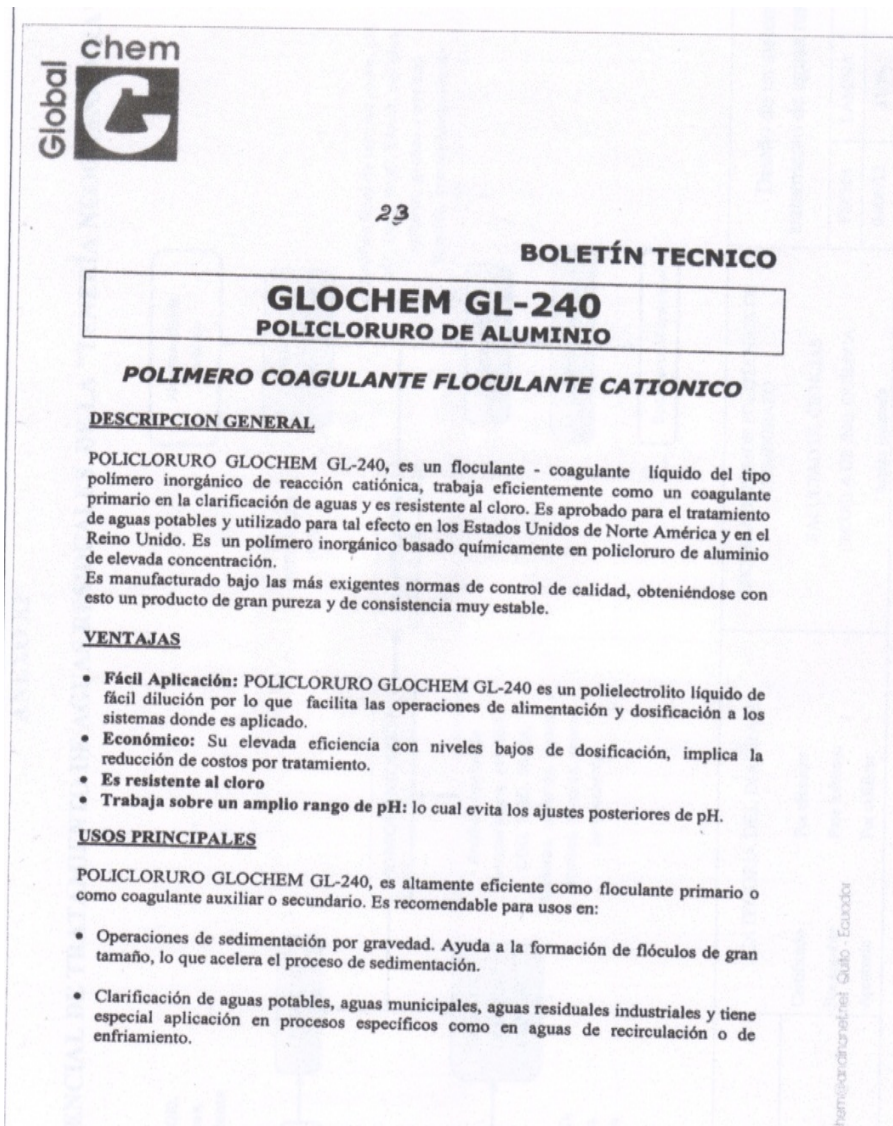 Global
chem
23
BOLETÍN TECNICO
GLOCHEM GL-240
POLICLORURO DE ALUMINIO
POLIMERO COAGULANTE FLOCULANTE CATIONICO
DESCRIPCION GENERAL
POLICLORURO GLOCHEM GL-240, es un floculante - coagulante líquido del tipo
polímero inorgánico de reacción catiónica, trabaja eficientemente como un coagulante
primario en la clarificación de aguas y es resistente al cloro. Es aprobado para el tratamiento
de aguas potables y utilizado para tal efecto en los Estados Unidos de Norte América y en el
Reino Unido. Es un polímero inorgánico basado químicamente en policloruro de aluminio
de elevada concentración.
Es manufacturado bajo las más exigentes normas de control de calidad, obteniéndose con
esto un producto de gran pureza y de consistencia muy estable.
VENTAJAS
• Fácil Aplicación: POLICLORURO GLOCHEM GL-240 es un polielectrolito líquido de
fácil dilución por lo que facilita las operaciones de alimentación y dosificación a los
sistemas donde es aplicado.
• Económico: Su elevada eficiencia con niveles bajos de dosificación, implica la
reducción de costos por tratamiento.
• Es resistente al cloro
• Trabaja sobre un amplio rango de pH: lo cual evita los ajustes posteriores de pH.
USOS PRINCIPALES
POLICLORURO GLOCHEM GL-240, es altamente eficiente como floculante primario o
como coagulante auxiliar o secundario. Es recomendable para usos en:
• Operaciones de sedimentación por gravedad. Ayuda a la formación de flóculos de gran
tamaño, lo que acelera el proceso de sedimentación.
• Clarificación de aguas potables, aguas municipales, aguas residuales industriales y tiene
especial aplicación en procesos específicos como en aguas de recirculación o de
enfriamiento.
hem@andinanet.net Quito - Ecuador